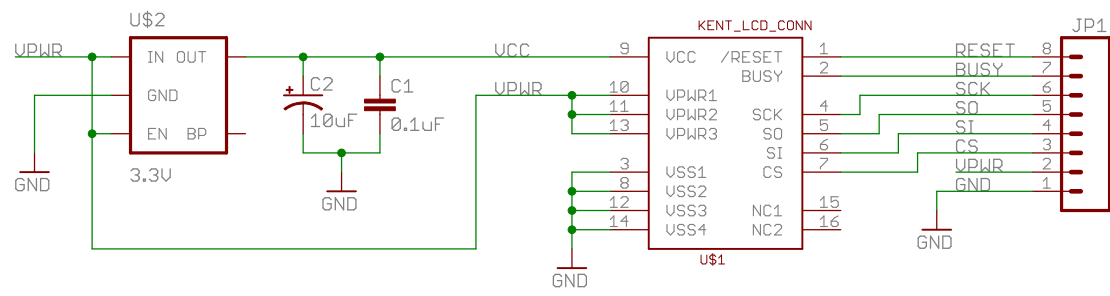 U$2
VPWR
IN OUT
GND
EN BP
3.3V
GND
C2
10uF
C1
0.1uF
GND
VCC
VPWR
KENT_LCD_CONN
9 VCC /RESET 1
BUSY 2
10 VPWR1
11 VPWR2 SCK 4
13 VPWR3 SO 5
SI 6
3 VSS1 CS 7
8 VSS2
12 VSS3 NC1 15
14 VSS4 NC2 16
U$1
GND
JP1
RESET 8
BUSY 7
SCK 6
SO 5
SI 4
CS 3
VPWR 2
GND 1
GND